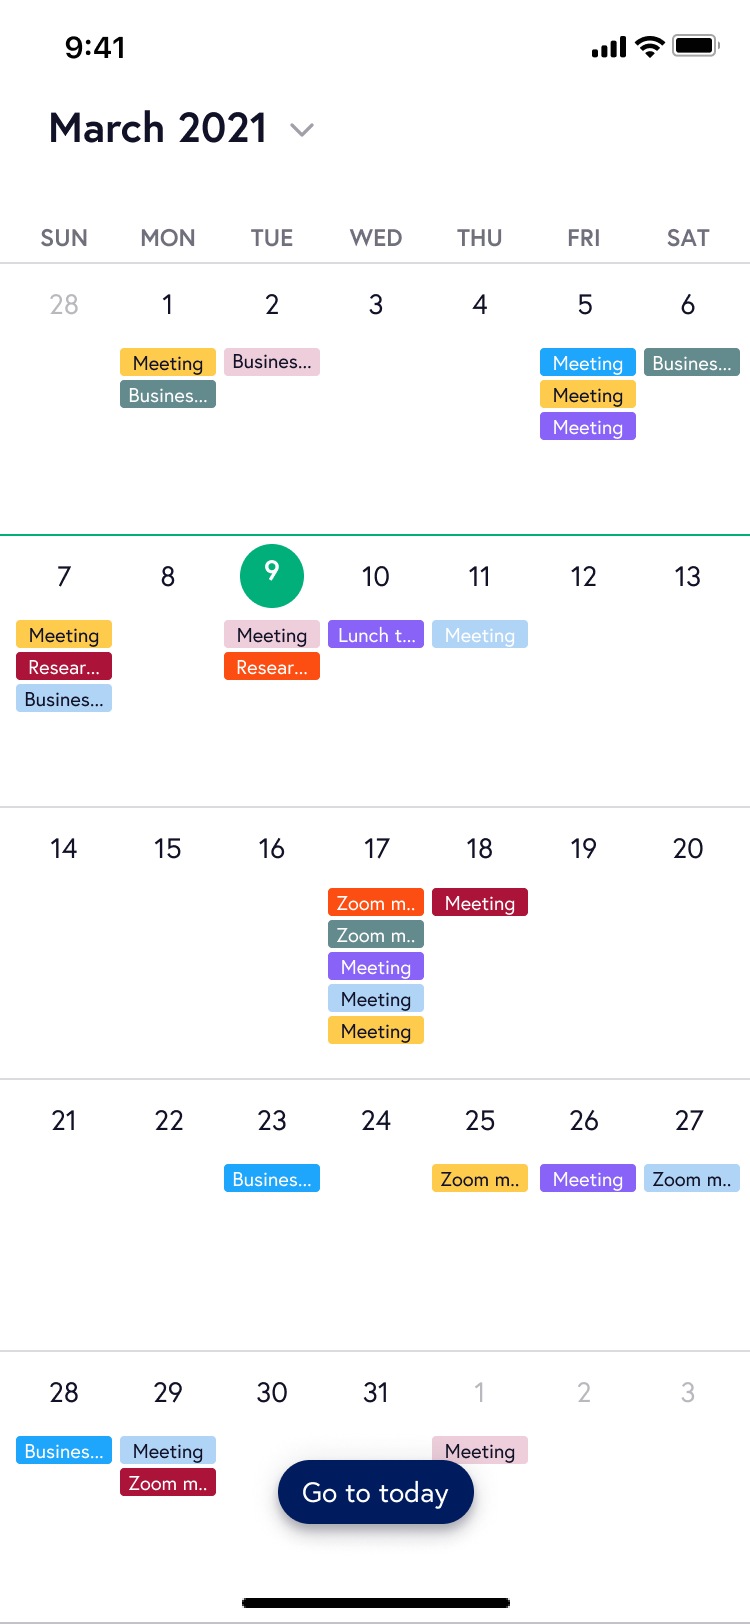 9:41
March 2021
SUN MON TUE WED THU FRI SAT
28 1 2 3 4 5 6
Meeting Busines... Meeting Busines...
Busines... Meeting
Meeting
7 8 9 10 11 12 13
Meeting Meeting Lunch t... Meeting
Resear... Resear...
Busines...
14 15 16 17 18 19 20
Zoom m.. Meeting
Zoom m..
Meeting
Meeting
Meeting
21 22 23 24 25 26 27
Busines... Zoom m.. Meeting Zoom m..
28 29 30 31 1 2 3
Busines... Meeting Meeting
Zoom m..
Go to today